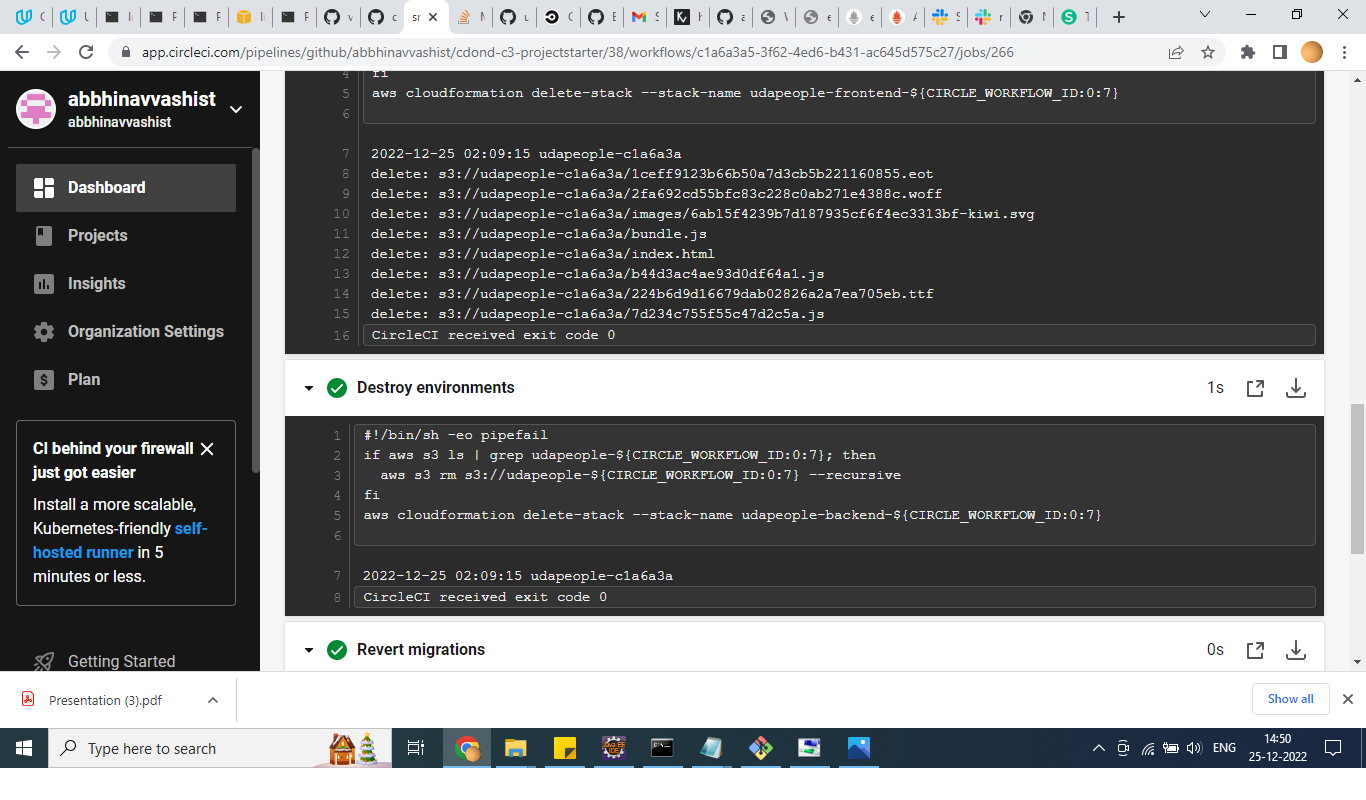 app.circleci.com/pipelines/github/abbhinavvashist/cdond-c3-projectstarter/38/workflows/c1a6a3a5-3f62-4ed6-b431-ac645d575c27/jobs/266
abbhinavvashist
abbhinavvashist
Dashboard
Projects
Insights
Organization Settings
Plan
CI behind your firewall
just got easier
Install a more scalable,
Kubernetes-friendly self-
hosted runner in 5
minutes or less.
Getting Started
4 fi
5 aws cloudformation delete-stack --stack-name udapeople-frontend-${CIRCLE_WORKFLOW_ID:0:7}
6
7 2022-12-25 02:09:15 udapeople-c1a6a3a
8 delete: s3://udapeople-c1a6a3a/1ceff9123b66b50a7d3cb5b221160855.eot
9 delete: s3://udapeople-c1a6a3a/2fa692cd55bfc83c228c0ab271e4388c.woff
10 delete: s3://udapeople-c1a6a3a/images/6ab15f4239b7d187935cf6f4ec3313bf-kiwi.svg
11 delete: s3://udapeople-c1a6a3a/bundle.js
12 delete: s3://udapeople-c1a6a3a/index.html
13 delete: s3://udapeople-c1a6a3a/b44d3ac4ae93d0df64a1.js
14 delete: s3://udapeople-c1a6a3a/224b6d9d16679dab02826a2a7ea705eb.ttf
15 delete: s3://udapeople-c1a6a3a/7d234c755f55c47d2c5a.js
16 CircleCI received exit code 0
Destroy environments 1s
1 #!/bin/sh -eo pipefail
2 if aws s3 ls | grep udapeople-${CIRCLE_WORKFLOW_ID:0:7}; then
3 aws s3 rm s3://udapeople-${CIRCLE_WORKFLOW_ID:0:7} --recursive
4 fi
5 aws cloudformation delete-stack --stack-name udapeople-backend-${CIRCLE_WORKFLOW_ID:0:7}
6
7 2022-12-25 02:09:15 udapeople-c1a6a3a
8 CircleCI received exit code 0
Revert migrations 0s
Presentation (3).pdf
Show all
Type here to search
ENG
14:50
25-12-2022